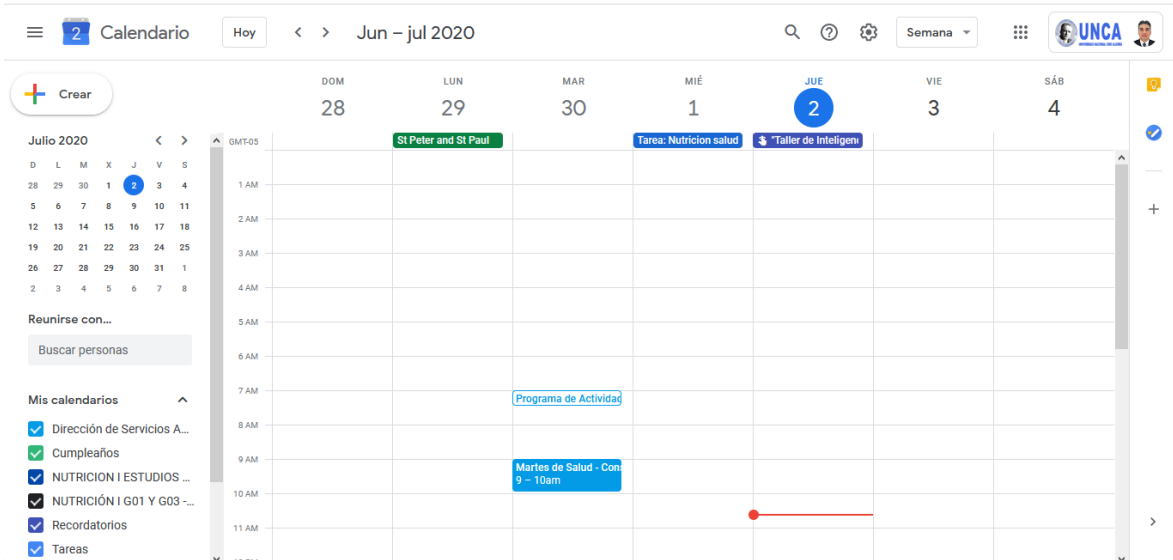 2 Calendario Hoy Jun – jul 2020 Semana UNCA
Crear
DOM LUN MAR MIÉ JUE VIE SÁB
28 29 30 1 2 3 4
GMT-05 St Peter and St Paul Tarea: Nutricion salud "Taller de Inteligen
Julio 2020
D L M X J V S
28 29 30 1 2 3 4
5 6 7 8 9 10 11
12 13 14 15 16 17 18
19 20 21 22 23 24 25
26 27 28 29 30 31 1
2 3 4 5 6 7 8
Reunirse con...
Buscar personas
Mis calendarios
Dirección de Servicios A...
Cumpleaños
NUTRICION I ESTUDIOS ...
NUTRICIÓN I G01 Y G03 -...
Recordatorios
Tareas
1 AM
2 AM
3 AM
4 AM
5 AM
6 AM
7 AM
Programa de Actividad
8 AM
9 AM
Martes de Salud - Con
9 – 10am
10 AM
11 AM